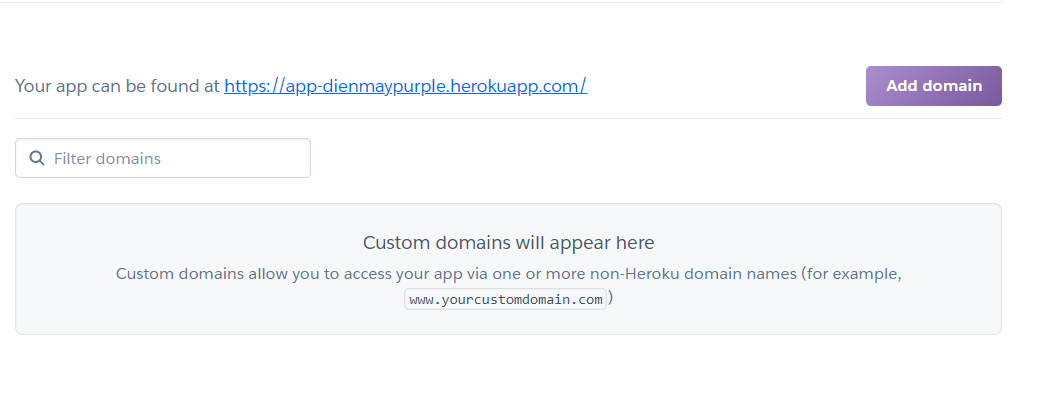 Your app can be found at https://app-dienmaypurple.herokuapp.com/
Add domain
Filter domains
Custom domains will appear here
Custom domains allow you to access your app via one or more non-Heroku domain names (for example,
www.yourcustomdomain.com)